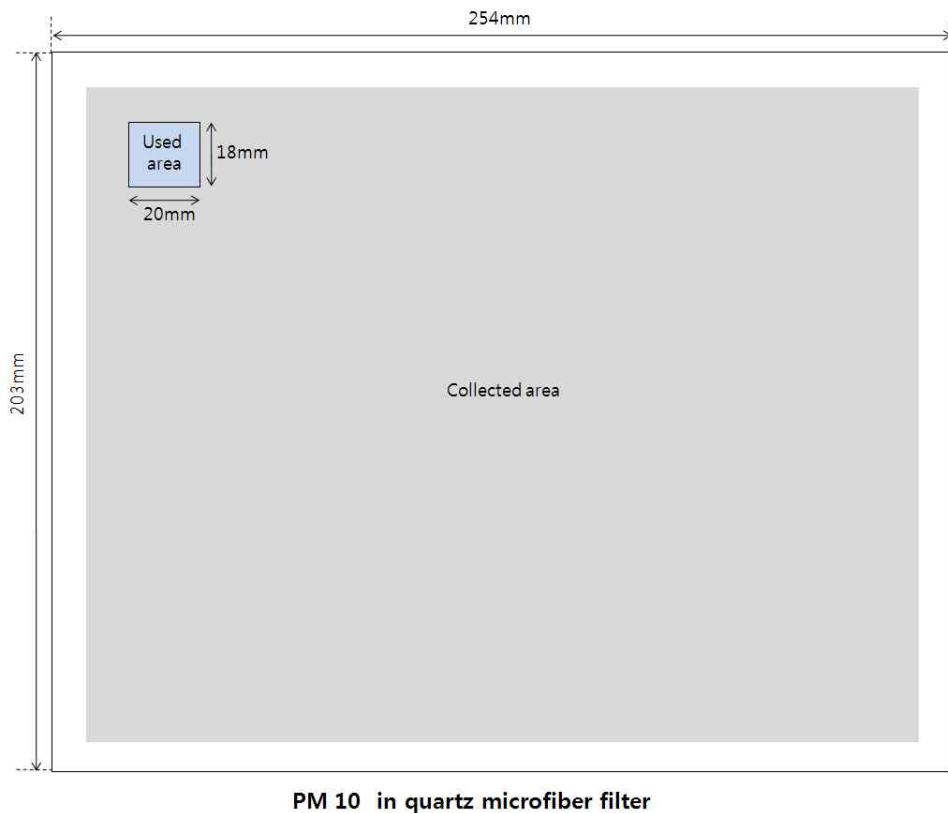 254mm
Used
area
18mm
20mm
203mm
Collected area
PM 10 in quartz microfiber filter